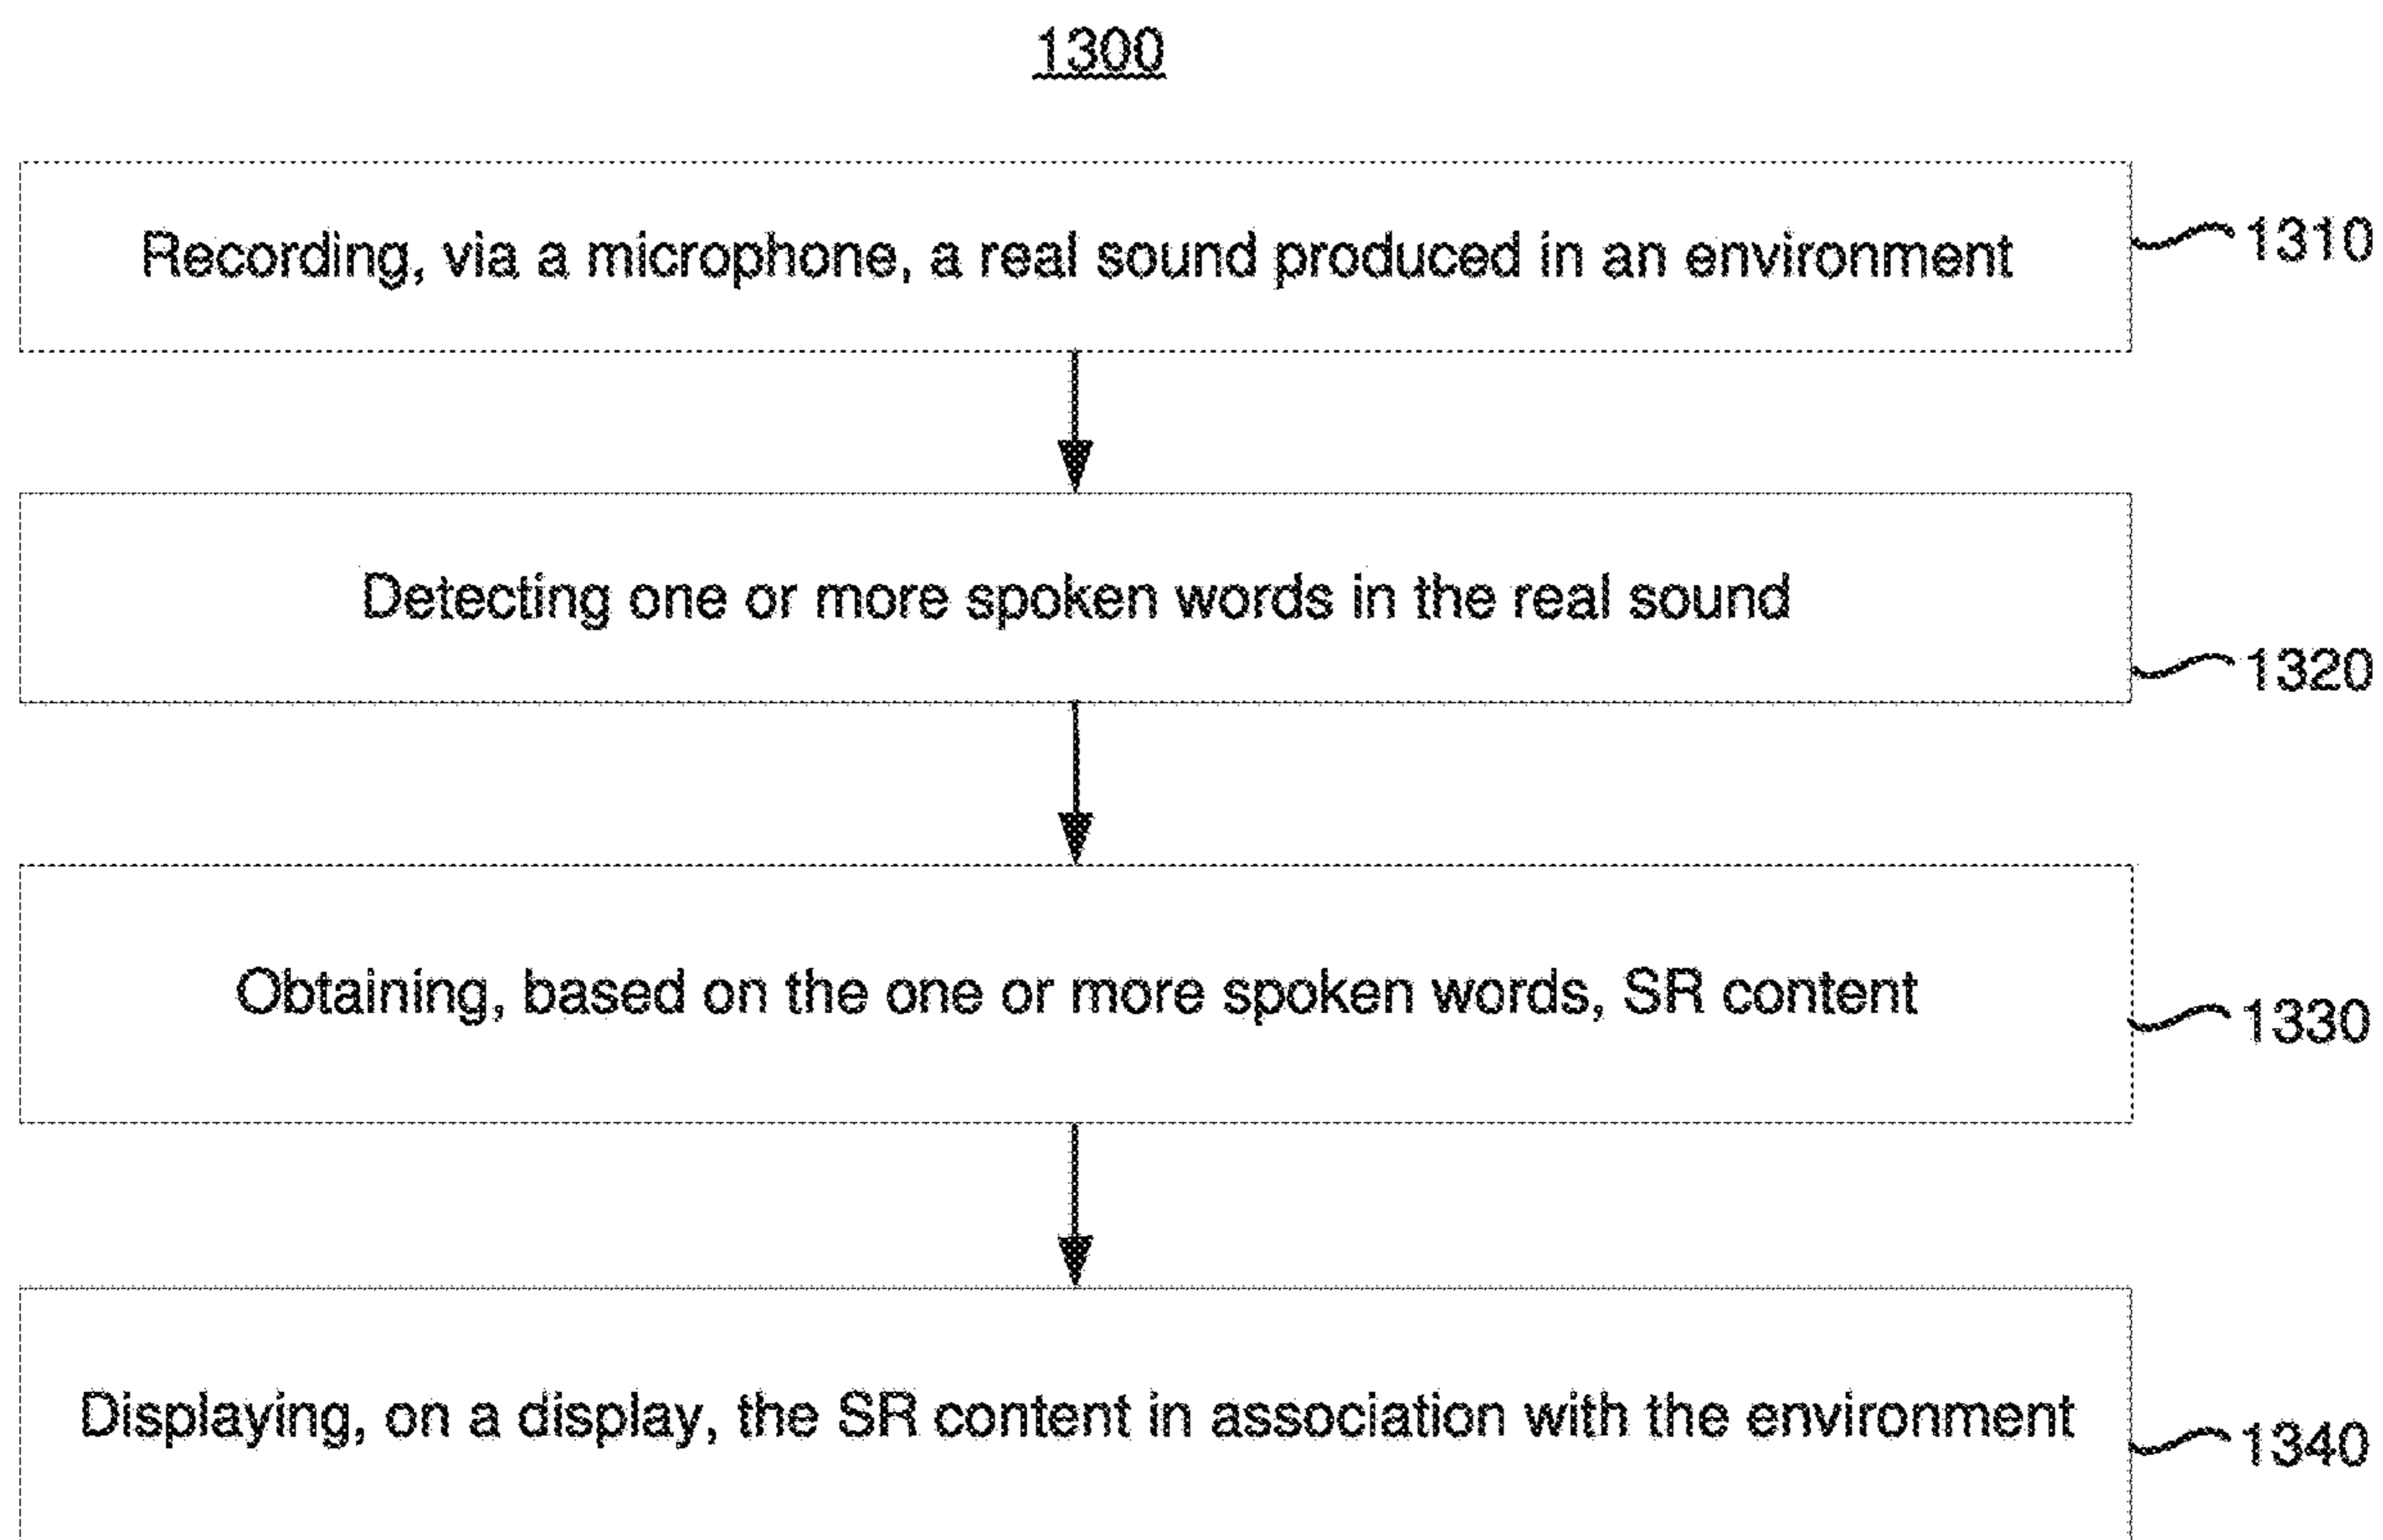 1300
Recording, via a microphone, a real sound produced in an environment
1310
Detecting one or more spoken words in the real sound
1320
Obtaining, based on the one or more spoken words, SR content
1330
Displaying, on a display, the SR content in association with the environment
1340